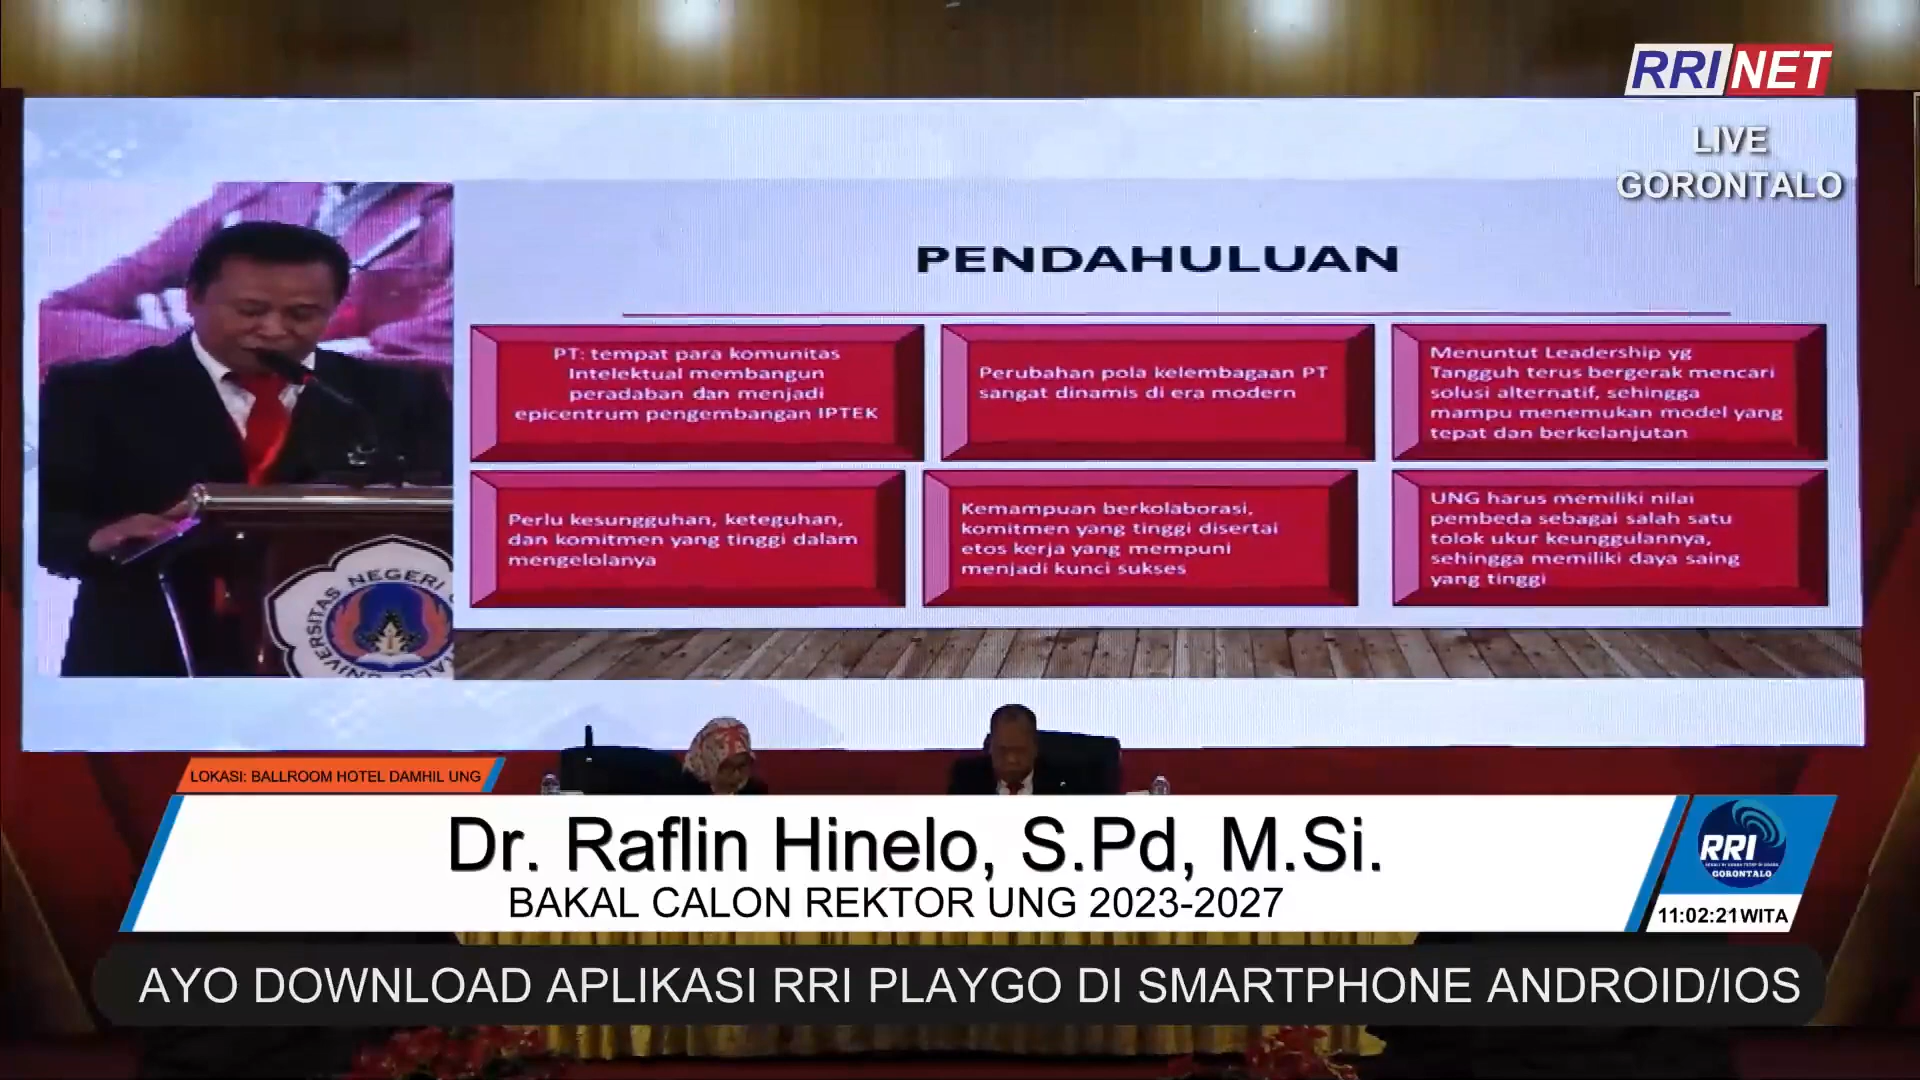 RRI NET
LIVE
GORONTALO
PENDAHULUAN
PT: tempat para komunitas
Intelektual membangun
peradaban dan menjadi
epicentrum pengembangan IPTEK
Perubahan pola kelembagaan PT
sangat dinamis di era modern
Menuntut Leadership yg
Tangguh terus bergerak mencari
solusi alternatif, sehingga
mampu menemukan model yang
tepat dan berkelanjutan
Perlu kesungguhan, keteguhan,
dan komitmen yang tinggi dalam
mengelolanya
Kemampuan berkolaborasi,
komitmen yang tinggi disertai
etos kerja yang mempuni
menjadi kunci sukses
UNG harus memiliki nilai
pembeda sebagai salah satu
tolok ukur keunggulannya,
sehingga memiliki daya saing
yang tinggi
UNIVERSITAS NEGERI
LOKASI: BALLROOM HOTEL DAMHIL UNG
Dr. Raflin Hinelo, S.Pd, M.Si.
BAKAL CALON REKTOR UNG 2023-2027
RRI
GORONTALO
11:02:21WITA
AYO DOWNLOAD APLIKASI RRI PLAYGO DI SMARTPHONE ANDROID/IOS